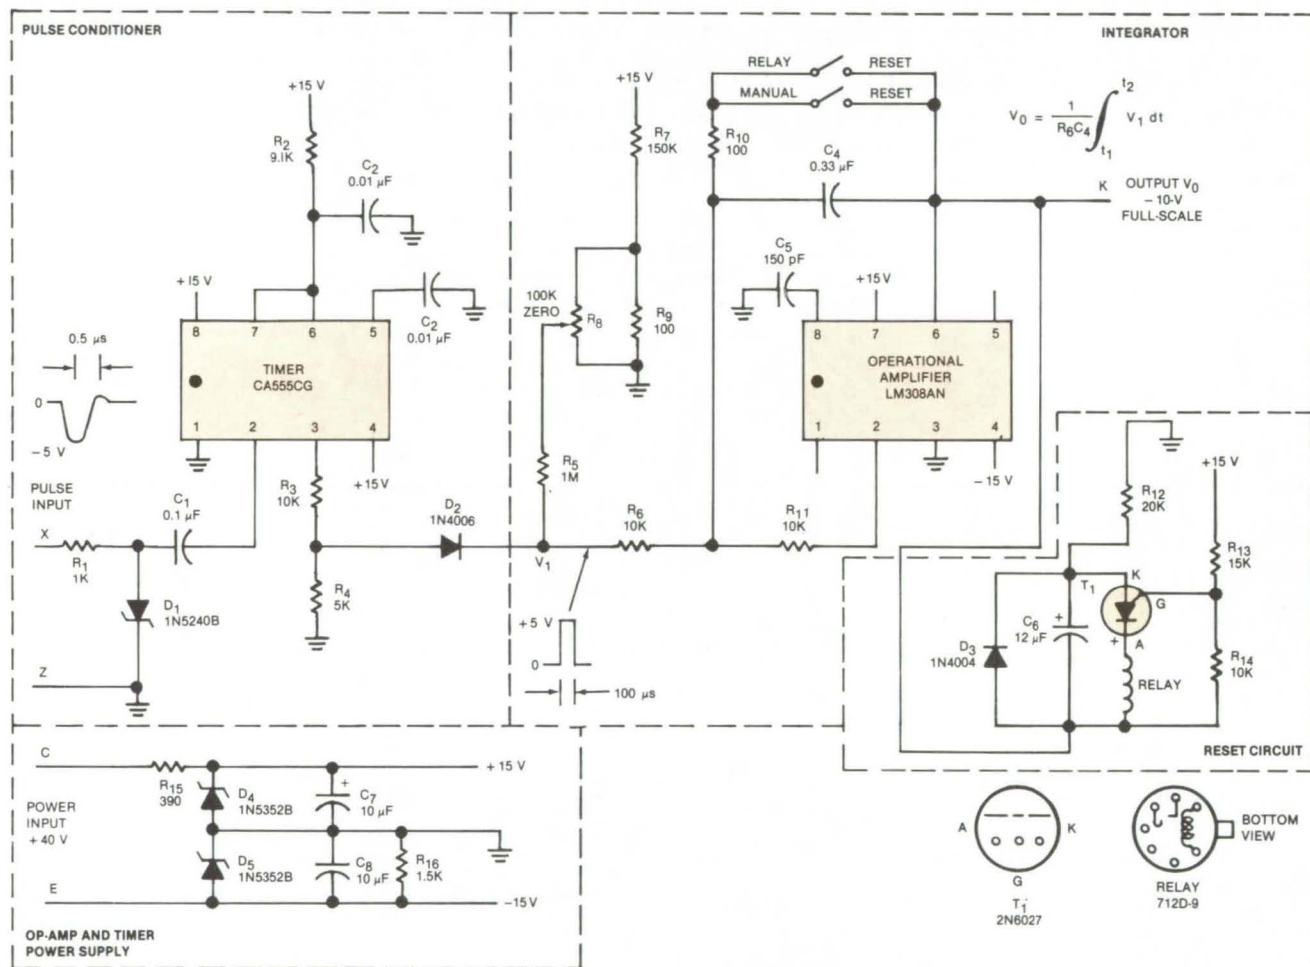 PULSE CONDITIONER
+15 V
R2
9.1K
C2
0.01 µF
+15 V
C2
0.01 µF
8
7
6
5
TIMER
CA555CG
1
2
3
4
+15V
0.5 µs
0
–5 V
PULSE
INPUT
X
R1
1K
C1
0.1 µF
D1
1N5240B
Z
R3
10K
R4
5K
D2
1N4006
INTEGRATOR
+15 V
R7
150K
100K
ZERO
R8
R9
100
R5
1M
V1
R6
10K
+5 V
0
100 µs
RELAY
RESET
MANUAL
RESET
R10
100
C4
0.33 µF
V0 = 1 / R6C4 ∫ t1 t2 V1 dt
K
OUTPUT V0
–10-V
FULL-SCALE
C5
150 pF
+15 V
8
7
6
5
OPERATIONAL
AMPLIFIER
LM308AN
1
2
3
4
–15 V
R11
10K
+15 V
R12
20K
R13
15K
T1
K
G
A
+
C6
12 µF
+
D3
1N4004
RELAY
R14
10K
RESET CIRCUIT
C
R15
390
+15 V
D4
1N5352B
C7
10 µF
+
POWER
INPUT
+40 V
D5
1N5352B
C8
10 µF
R16
1.5K
E
–15V
OP-AMP AND TIMER
POWER SUPPLY
A
K
G
T1
2N6027
BOTTOM
VIEW
RELAY
712D-9